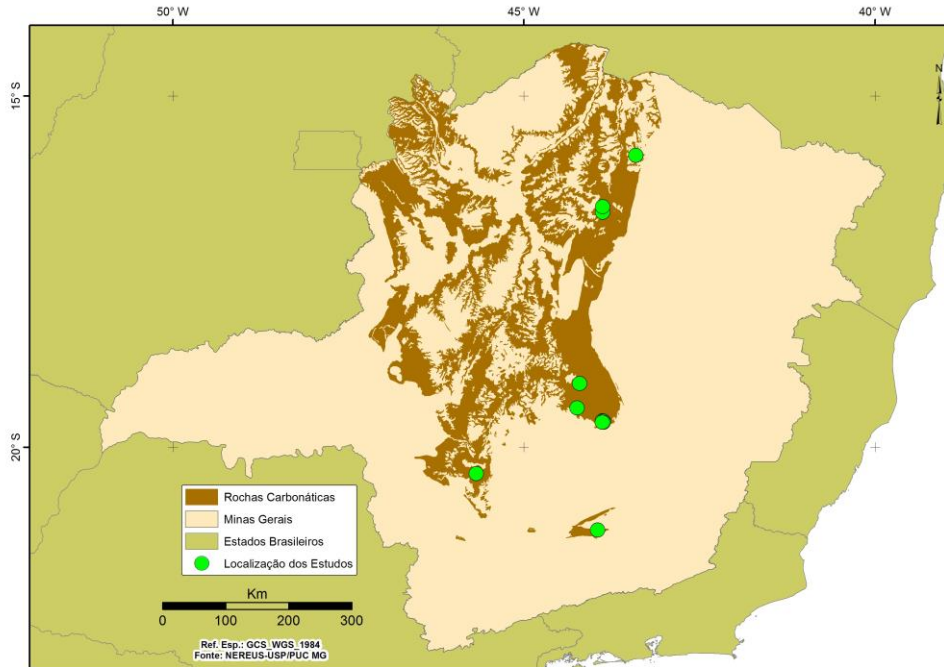 50° W 45° W 40° W
15° S
N
20° S
Rochas Carbonáticas
Minas Gerais
Estados Brasileiros
Localização dos Estudos
Km
0 100 200 300
Ref. Esp.: GCS_WGS_1984
Fonte: NEREUS-USP/PUC MG